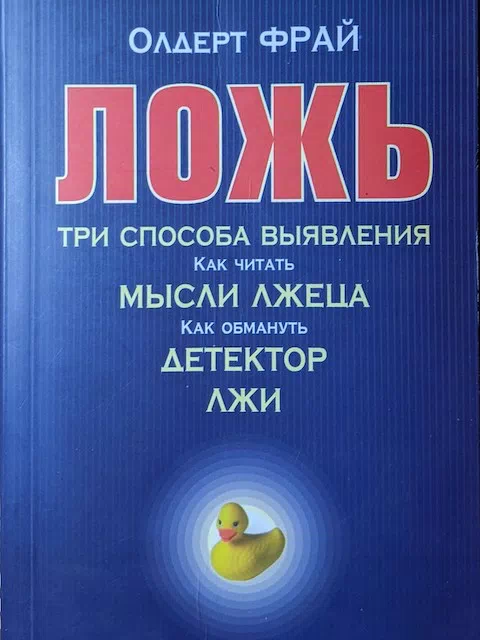 Олдерт ФРАЙ
ЛОЖЬ
ТРИ СПОСОБА ВЫЯВЛЕНИЯ
Как читать
МЫСЛИ ЛЖЕЦА
Как обмануть
ДЕТЕКТОР
ЛЖИ